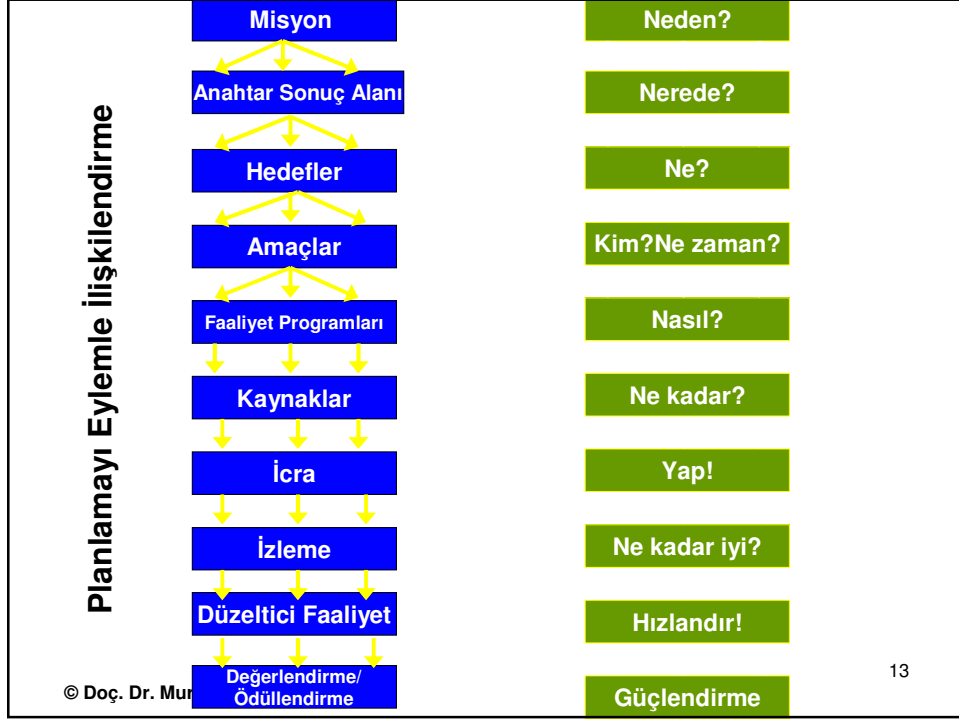 Planlamayı Eylemle İlişkilendirme
Misyon
Neden?
Anahtar Sonuç Alanı
Nerede?
Hedefler
Ne?
Amaçlar
Kim?Ne zaman?
Faaliyet Programları
Nasıl?
Kaynaklar
Ne kadar?
İcra
Yap!
İzleme
Ne kadar iyi?
Düzeltici Faaliyet
Hızlandır!
Değerlendirme/
Ödüllendirme
Güçlendirme
© Doç. Dr.
13